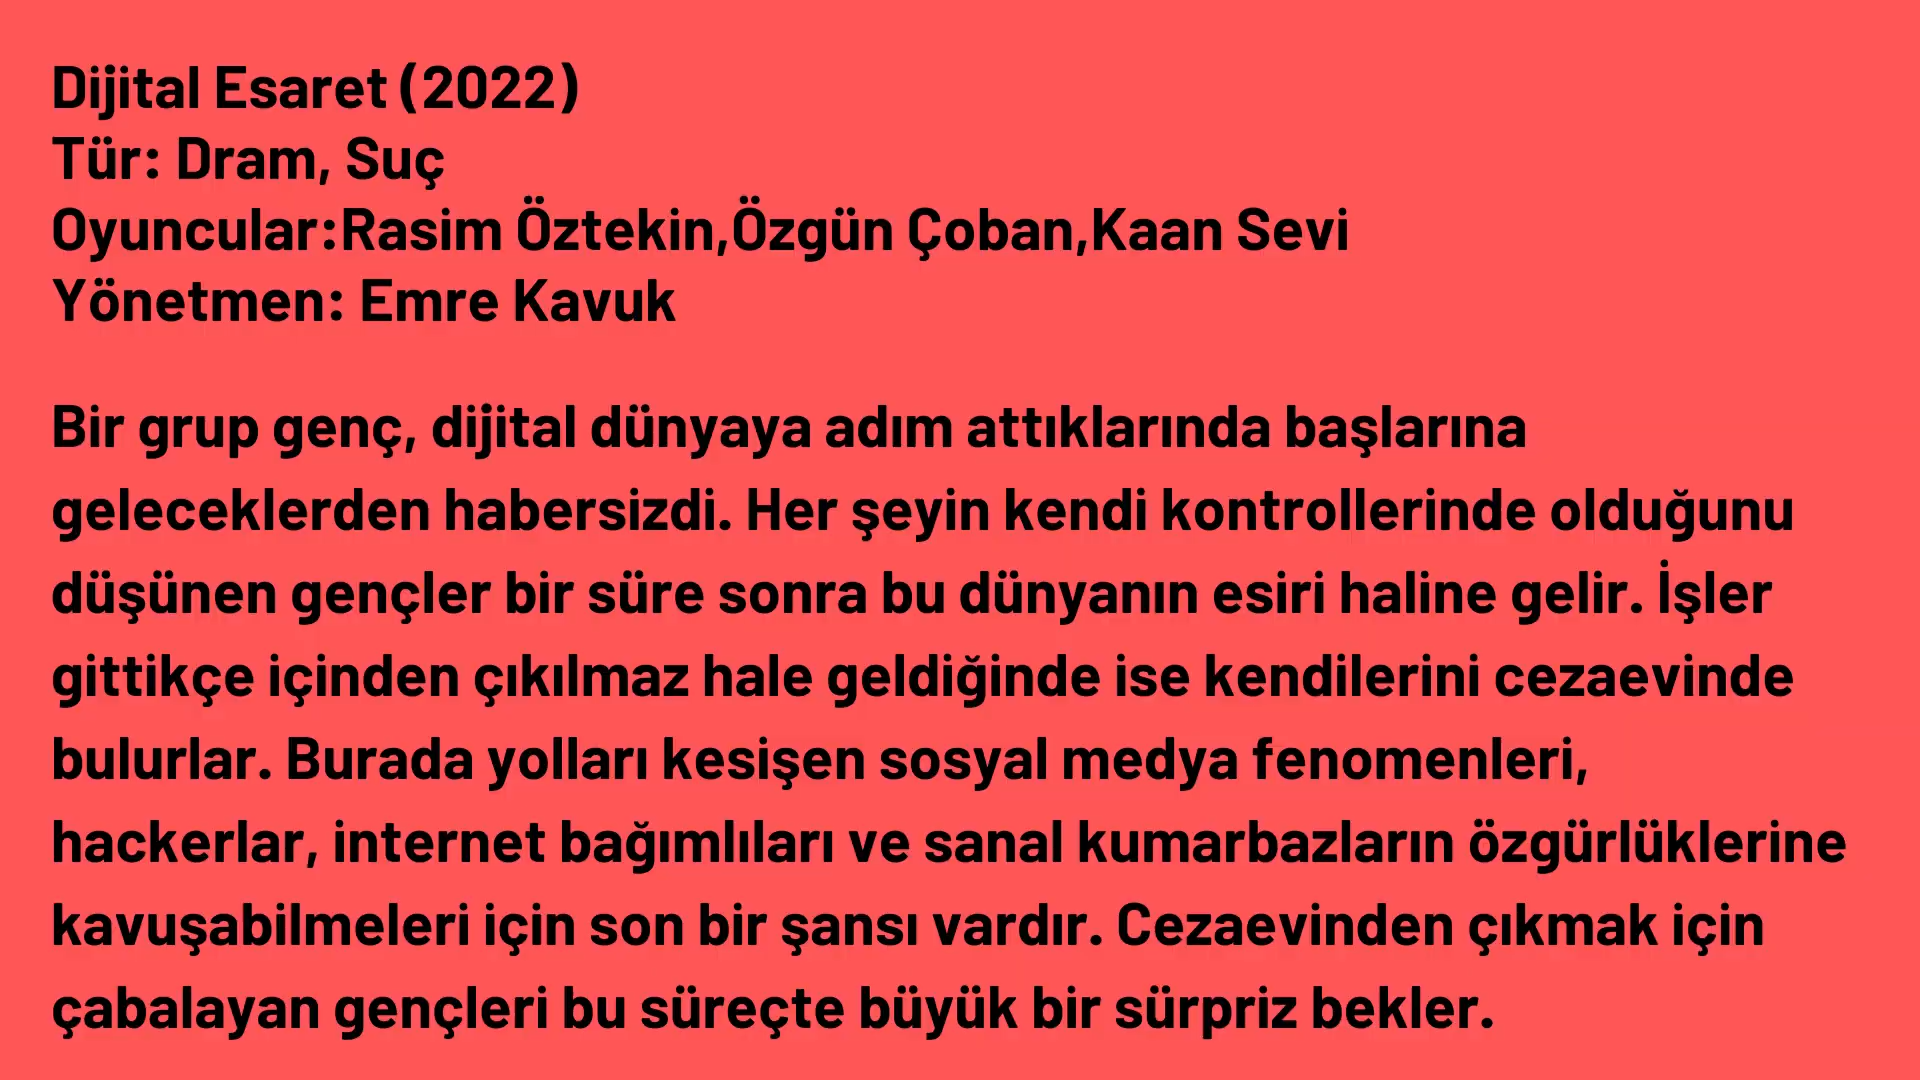 Dijital Esaret (2022)
Tür: Dram, Suç
Oyuncular:Rasim Öztekin,Özgün Çoban,Kaan Sevi
Yönetmen: Emre Kavuk
Bir grup genç, dijital dünyaya adım attıklarında başlarına
geleceklerden habersizdi. Her şeyin kendi kontrollerinde olduğunu
düşünen gençler bir süre sonra bu dünyanın esiri haline gelir. İşler
gittikçe içinden çıkılmaz hale geldiğinde ise kendilerini cezaevinde
bulurlar. Burada yolları kesişen sosyal medya fenomenleri,
hackerlar, internet bağımlıları ve sanal kumarbazların özgürlüklerine
kavuşabilmeleri için son bir şansı vardır. Cezaevinden çıkmak için
çabalayan gençleri bu süreçte büyük bir sürpriz bekler.